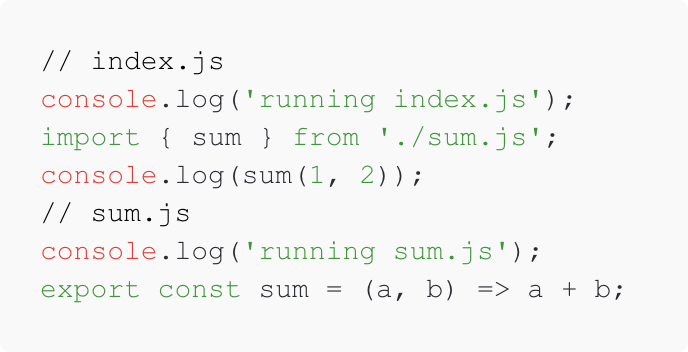 // index.js
console.log('running index.js');
import { sum } from './sum.js';
console.log(sum(1, 2));
// sum.js
console.log('running sum.js');
export const sum = (a, b) => a + b;